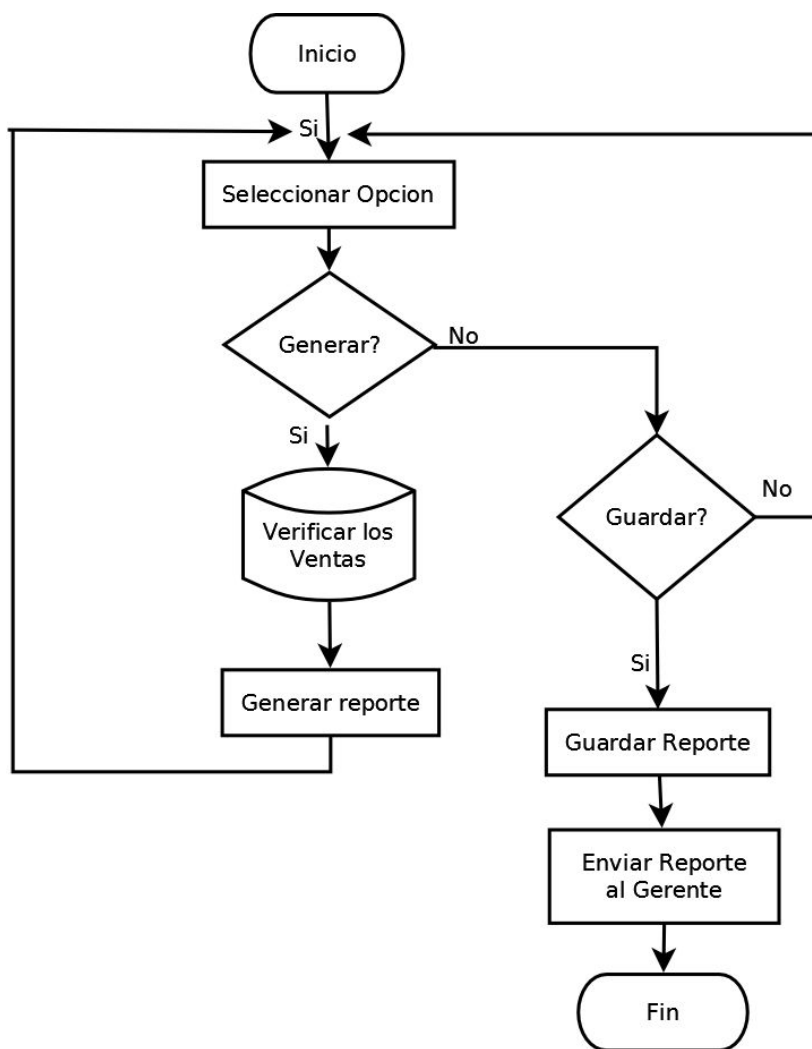 Inicio
Si
Seleccionar Opcion
Generar?
No
Si
Verificar los
Ventas
Generar reporte
Guardar?
No
Si
Guardar Reporte
Enviar Reporte
al Gerente
Fin